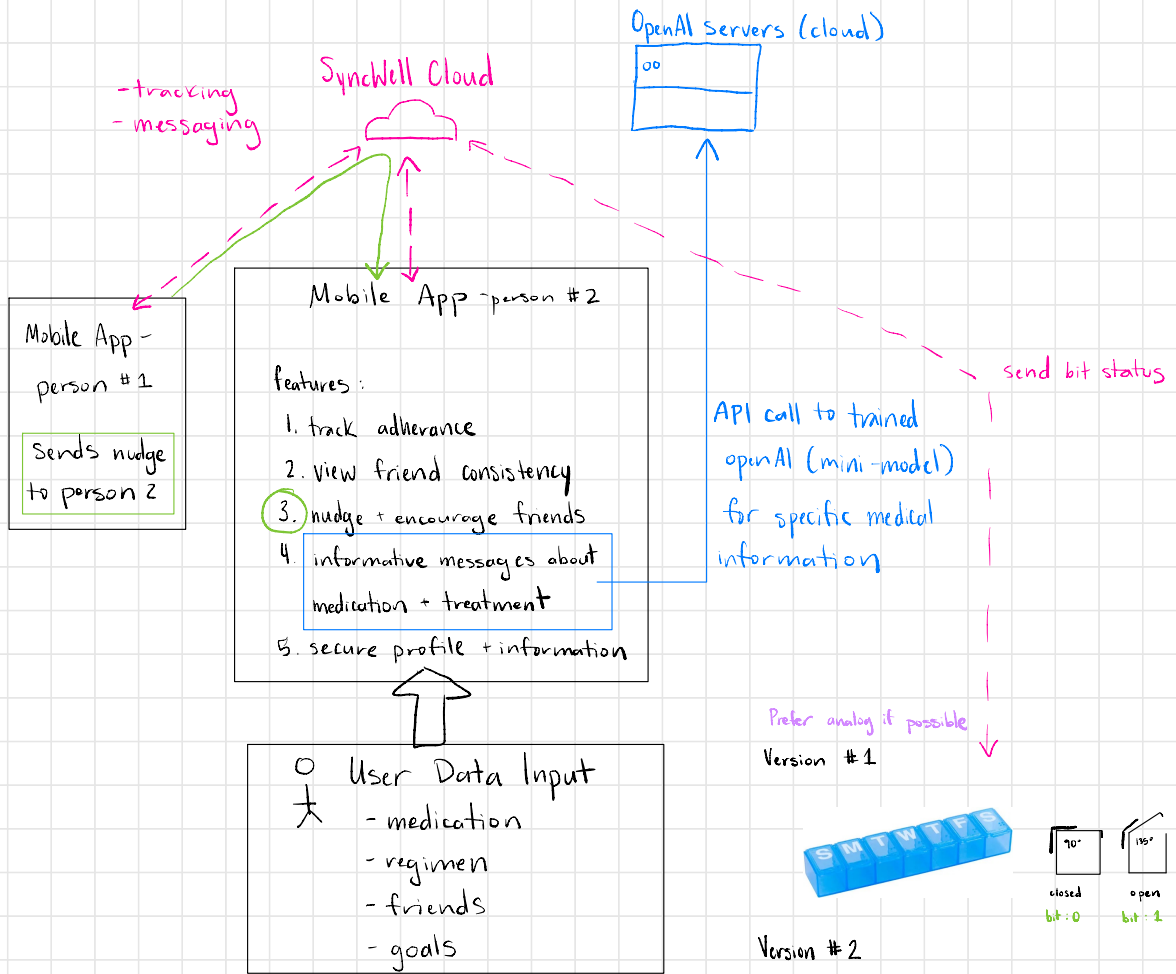 OpenAI servers (cloud)
SyncWell Cloud
- tracking
- messaging
Mobile App -
person #1
Sends nudge
to person 2
Mobile App - person #2
features:
1. track adherance
2. view friend consistency
3. nudge + encourage friends
4. informative messages about
medication + treatment
5. secure profile + information
API call to trained
openAI (mini-model)
for specific medical
information
send bit status
User Data Input
- medication
- regimen
- friends
- goals
Prefer analog if possible
Version #1
S M T W T F S
90°
closed
bit: 0
135°
open
bit: 1
Version #2